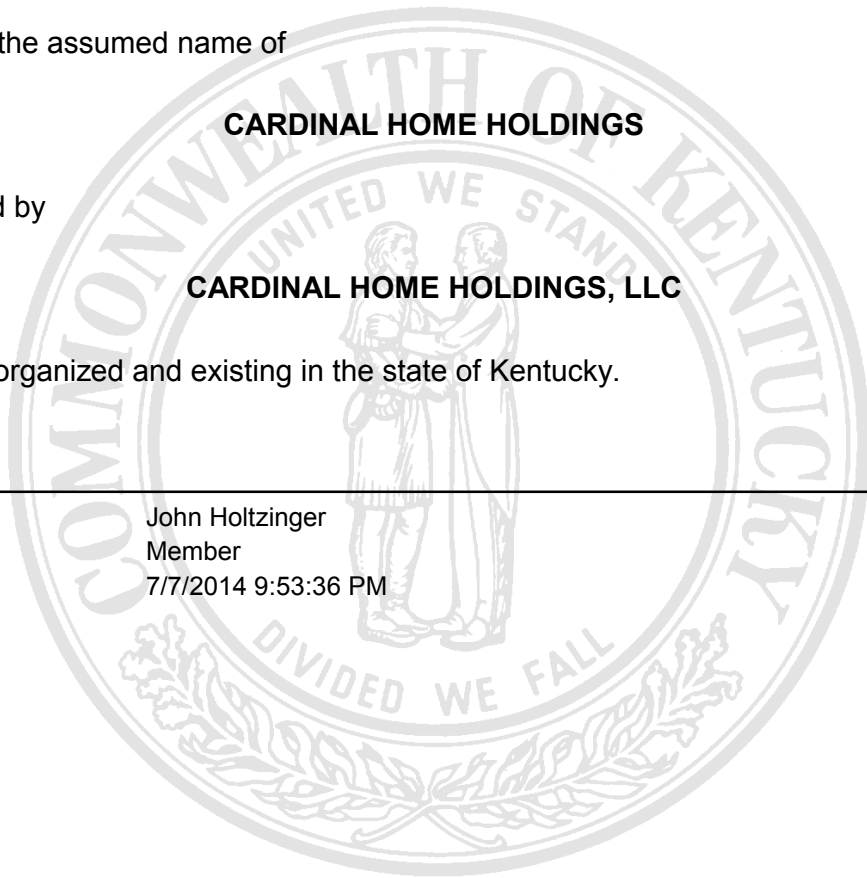 the assumed name of
CARDINAL HOME HOLDINGS
d by
CARDINAL HOME HOLDINGS, LLC
organized and existing in the state of Kentucky.
John Holtzinger
Member
7/7/2014 9:53:36 PM
COMMONWEALTH OF KENTUCKY
UNITED WE STAND
DIVIDED WE FALL